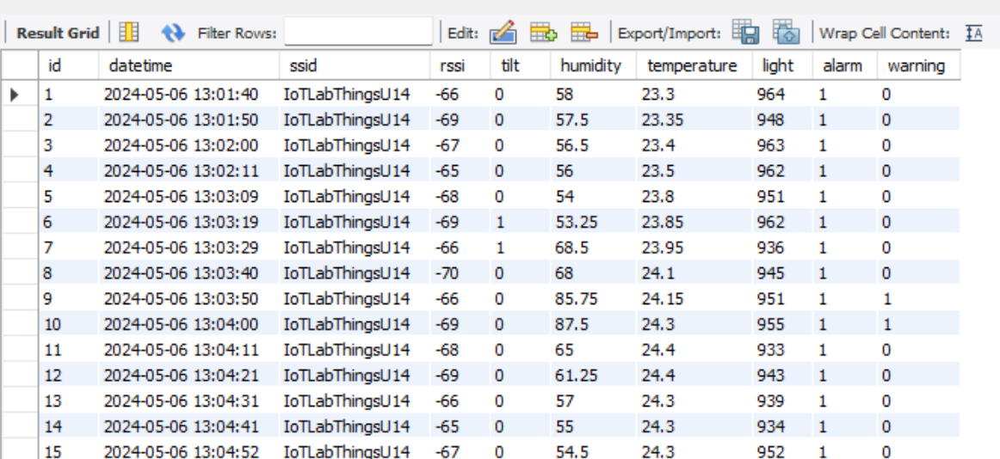 Result Grid Filter Rows: Edit: Export/Import: Wrap Cell Content: IA
id datetime ssid rssi tilt humidity temperature light alarm warning
1 2024-05-06 13:01:40 IoTLabThingsU14 -66 0 58 23.3 964 1 0
2 2024-05-06 13:01:50 IoTLabThingsU14 -69 0 57.5 23.35 948 1 0
3 2024-05-06 13:02:00 IoTLabThingsU14 -67 0 56.5 23.4 963 1 0
4 2024-05-06 13:02:11 IoTLabThingsU14 -65 0 56 23.5 962 1 0
5 2024-05-06 13:03:09 IoTLabThingsU14 -68 0 54 23.8 951 1 0
6 2024-05-06 13:03:19 IoTLabThingsU14 -69 1 53.25 23.85 962 1 0
7 2024-05-06 13:03:29 IoTLabThingsU14 -66 1 68.5 23.95 936 1 0
8 2024-05-06 13:03:40 IoTLabThingsU14 -70 0 68 24.1 945 1 0
9 2024-05-06 13:03:50 IoTLabThingsU14 -66 0 85.75 24.15 951 1 1
10 2024-05-06 13:04:00 IoTLabThingsU14 -69 0 87.5 24.3 955 1 1
11 2024-05-06 13:04:11 IoTLabThingsU14 -68 0 65 24.4 933 1 0
12 2024-05-06 13:04:21 IoTLabThingsU14 -69 0 61.25 24.4 943 1 0
13 2024-05-06 13:04:31 IoTLabThingsU14 -66 0 57 24.3 939 1 0
14 2024-05-06 13:04:41 IoTLabThingsU14 -65 0 55 24.3 934 1 0
15 2024-05-06 13:04:52 IoTLabThingsU14 -67 0 54.5 24.3 952 1 0